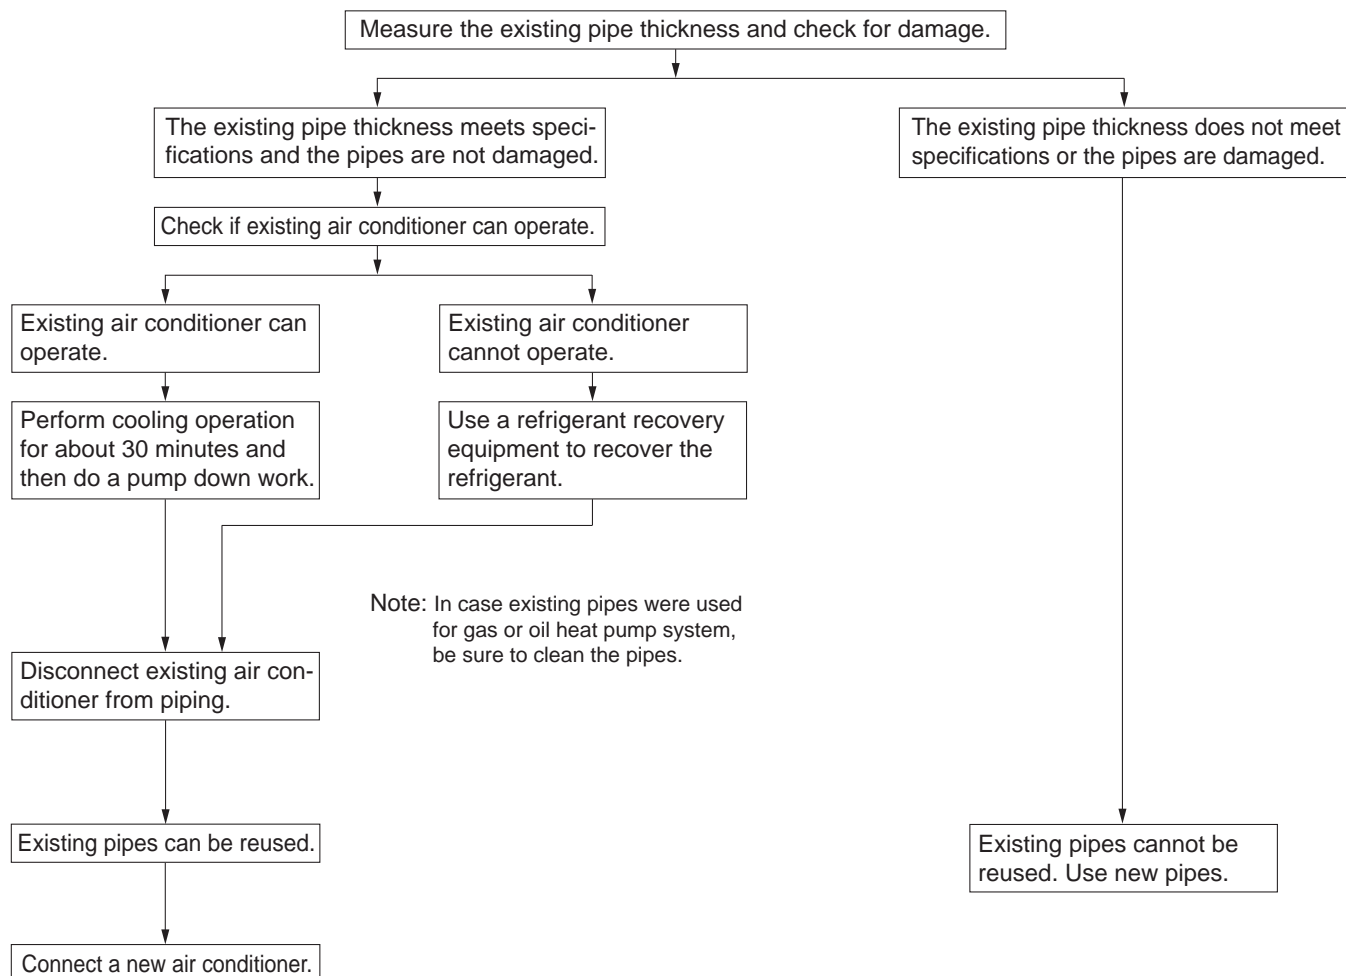 Measure the existing pipe thickness and check for damage.
The existing pipe thickness meets speci-
fications and the pipes are not damaged.
The existing pipe thickness does not meet
specifications or the pipes are damaged.
Check if existing air conditioner can operate.
Existing air conditioner can
operate.
Existing air conditioner
cannot operate.
Perform cooling operation
for about 30 minutes and
then do a pump down work.
Use a refrigerant recovery
equipment to recover the
refrigerant.
Note: In case existing pipes were used
for gas or oil heat pump system,
be sure to clean the pipes.
Disconnect existing air con-
ditioner from piping.
Existing pipes can be reused.
Existing pipes cannot be
reused. Use new pipes.
Connect a new air conditioner.